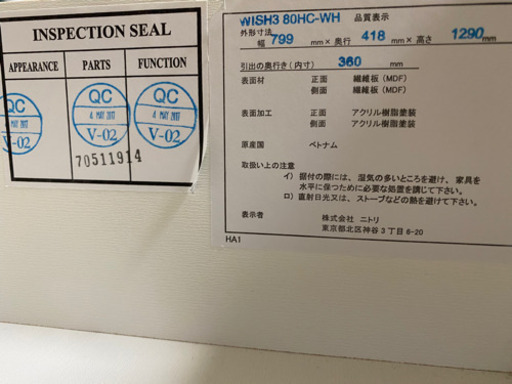 INSPECTION SEAL
APPEARANCE PARTS FUNCTION
QC QC QC
4 MAY 2017 4 MAY 2017
V-02 V-02 V-02
70511914
WISH3 80HC-WH 品質表示
外形寸法
幅 799 mm×奥行 418 mm×高さ 1290 mm
引出の奥行き(内寸) 360 mm
表面材 正面 繊維板(MDF)
側面 繊維板(MDF)
表面加工 正面 アクリル樹脂塗装
側面 アクリル樹脂塗装
原産国 ベトナム
取扱い上の注意
イ)据付の際には、湿気の多いところを避け、家具を
水平に保つために必要な処置を講じて下さい。
ロ)直射日光又は、ストーブなどの熱を避けて下さい。
表示者 株式会社 ニトリ
東京都北区神谷3丁目6-20
HA1